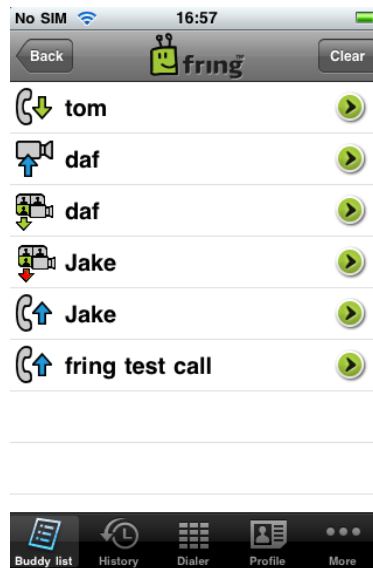 No SIM 16:57
Back fring™ Clear
tom
daf
daf
Jake
Jake
fring test call
Buddy list History Dialer Profile More